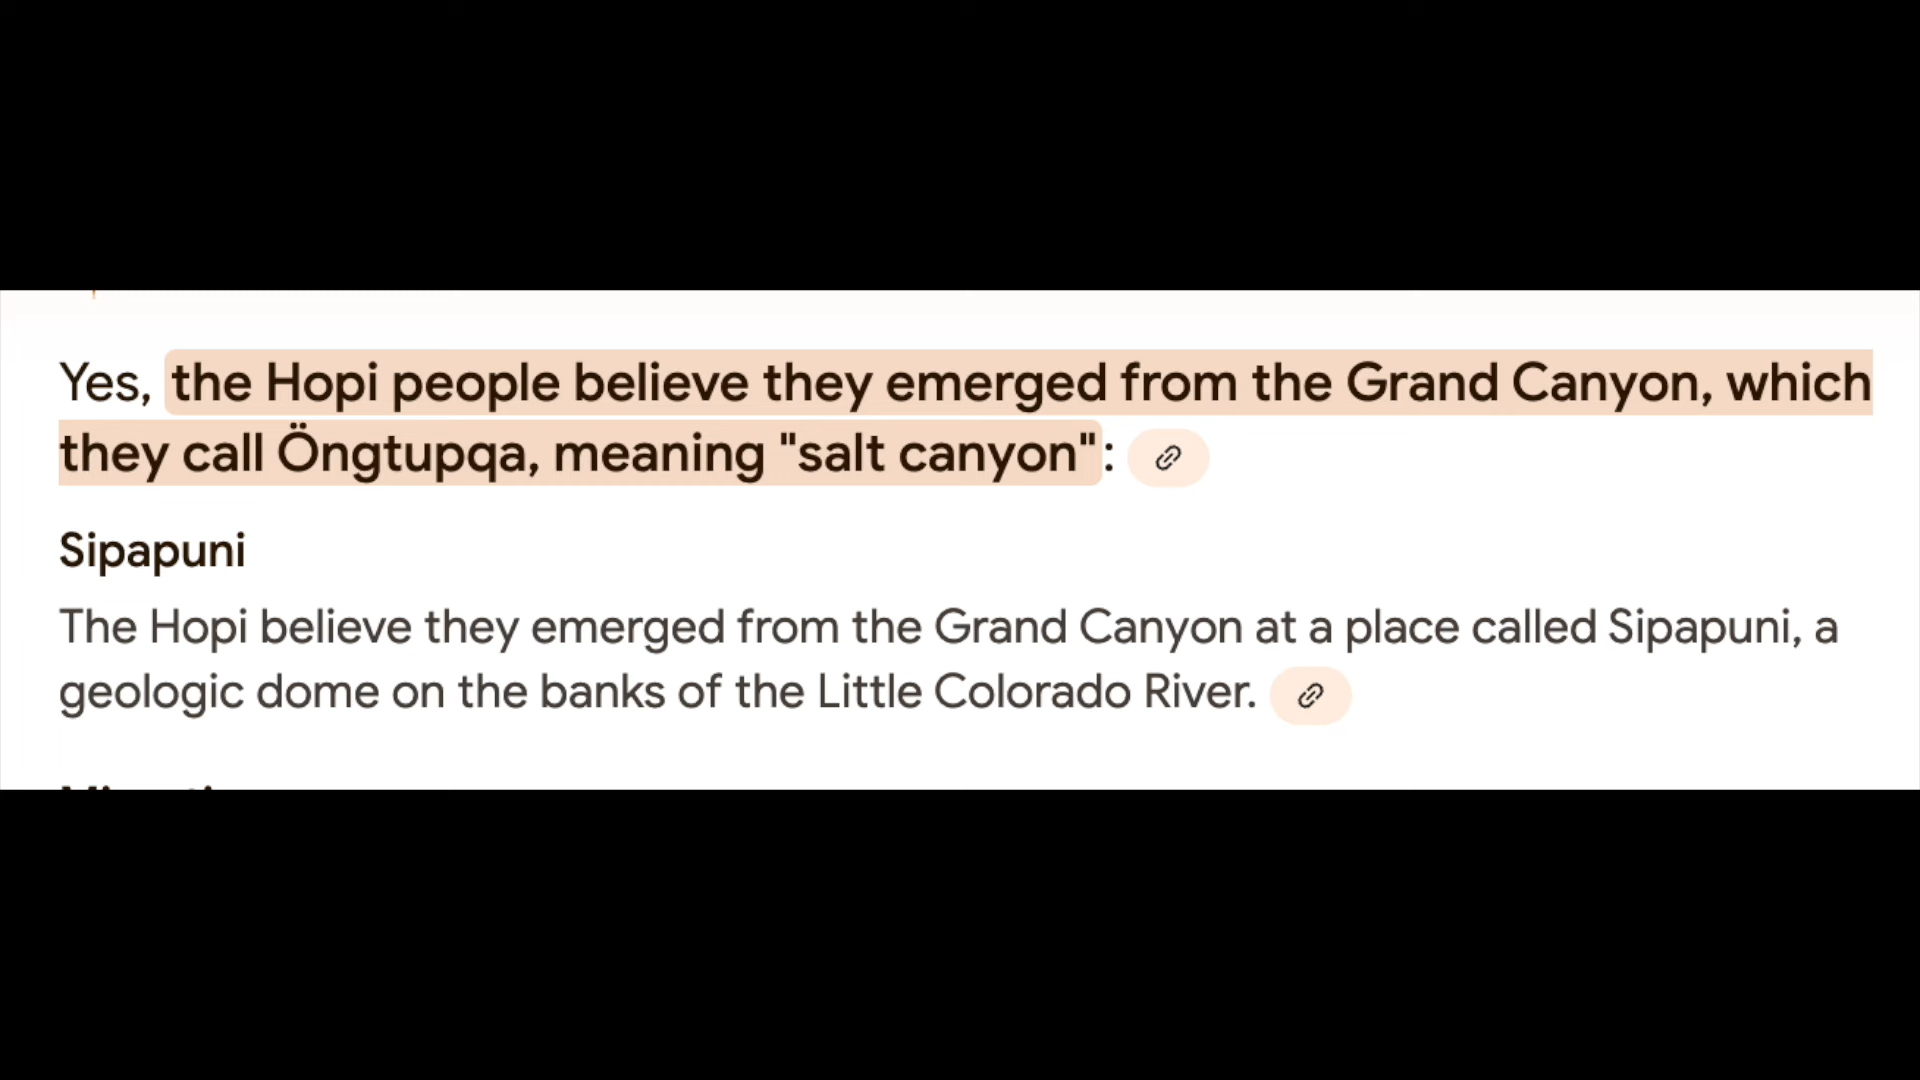 Yes, the Hopi people believe they emerged from the Grand Canyon, which
they call Öngtupqa, meaning "salt canyon":
Sipapuni
The Hopi believe they emerged from the Grand Canyon at a place called Sipapuni, a
geologic dome on the banks of the Little Colorado River.